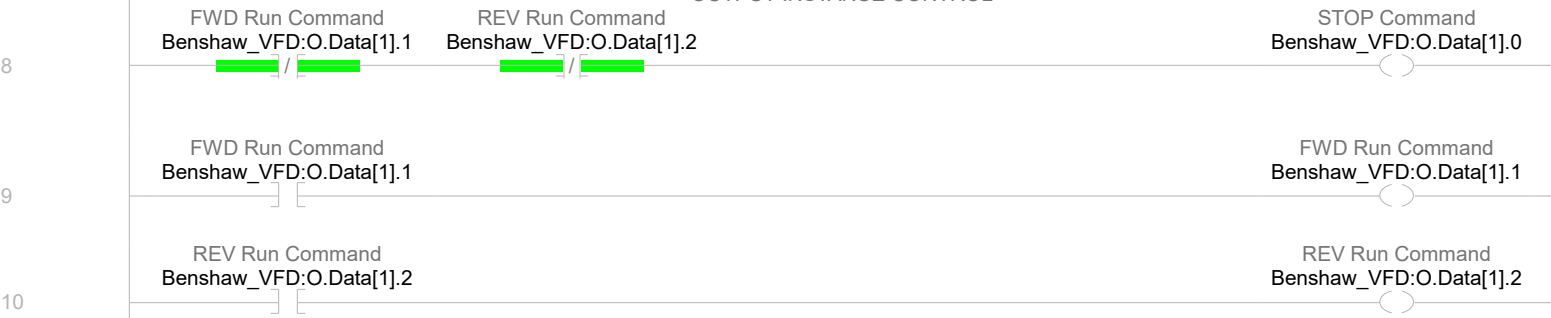 FWD Run Command REV Run Command STOP Command
Benshaw_VFD:O.Data[1].1 Benshaw_VFD:O.Data[1].2 Benshaw_VFD:O.Data[1].0
8 /  /
FWD Run Command FWD Run Command
Benshaw_VFD:O.Data[1].1 Benshaw_VFD:O.Data[1].1
9
REV Run Command REV Run Command
Benshaw_VFD:O.Data[1].2 Benshaw_VFD:O.Data[1].2
10